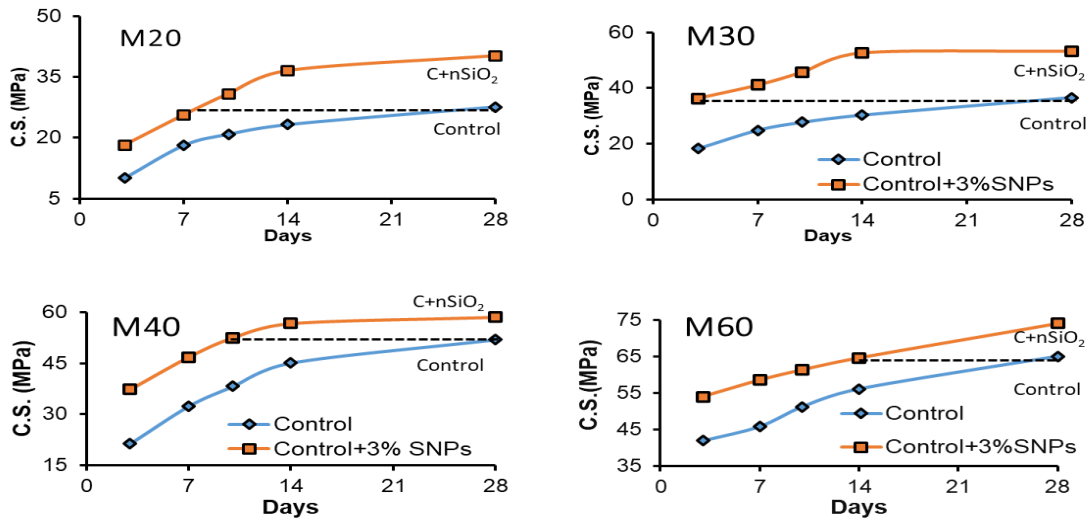 M20
C.S. (MPa)
50
35
20
5
0 7 14 21 28
Days
C+nSiO₂
Control
M30
C.S. (MPa)
60
40
20
0
0 7 14 21 28
Days
C+nSiO₂
Control
Control
Control+3%SNPs
M40
C.S. (MPa)
60
45
30
15
0 7 14 21 28
Days
C+nSiO₂
Control
Control
Control+3% SNPs
M60
C.S.(MPa)
75
65
55
45
35
0 7 14 21 28
Days
C+nSiO₂
Control
Control
Control+3%SNPs